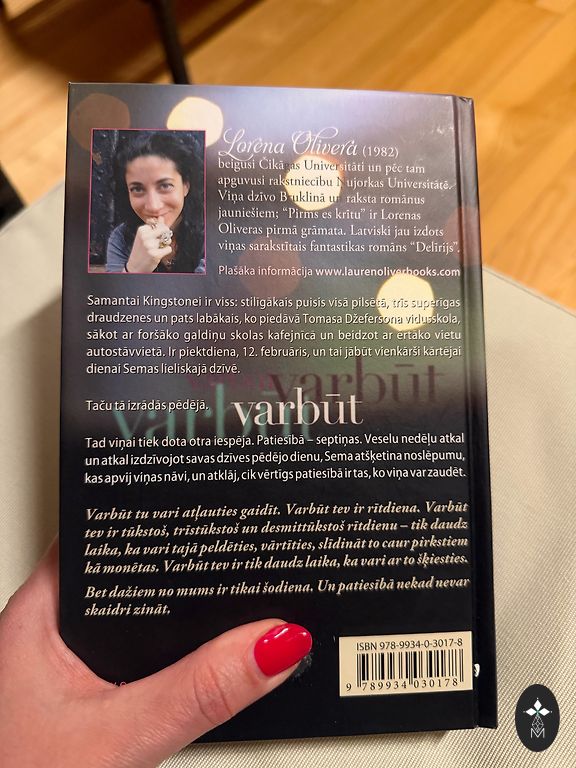 Lorena Olivera (1982)
beigusi Čikāgas Universitāti un pēc tam
apguvusi rakstniecību Ņujorkas Universitātē.
Viņa dzīvo Bruklinā un raksta romānus
jauniešiem; “Pirms es krītu” ir Lorenas
Oliveras pirmā grāmata. Latviski jau izdots
viņas sarakstītais fantastikas romāns “Delīrijs”.
Plašāka informācija www.laurenoliverbooks.com
Samantai Kingstonei ir viss: stilīgākais puisis visā pilsētā, trīs superīgas
draudzenes un pats labākais, ko piedāvā Tomasa Džefersona vidusskola,
sākot ar foršāko galdiņu skolas kafejnīcā un beidzot ar ērtāko vietu
autostāvvietā. Ir piektdiena, 12. februāris, un tai jābūt vienkārši kārtējai
dienai Semas lieliskajā dzīvē.
varbūt
Taču tā izrādās pēdējā, varbūt
Tad viņai tiek dota otra iespēja. Patiesībā – septiņas. Veselu nedēļu atkal
un atkal izdzīvojot savas dzīves pēdējo dienu, Sema atšķetina noslēpumu,
kas apvij viņas nāvi, un atklāj, cik vērtīgs patiesībā ir tas, ko viņa var zaudēt.
Varbūt tu vari atļauties gaidīt. Varbūt tev ir rītdiena. Varbūt
tev ir tūkstoš, trīstūkstoš un desmittūkstoš rītdienu – tik daudz
laika, ka vari tajā peldēties, vārtīties, slidināt to caur pirkstiem
kā monētas. Varbūt tev ir tik daudz laika, ka vari ar to šķiesties.
Bet dažiem no mums ir tikai šodiena. Un patiesībā nekad nevar
skaidri zināt.
ISBN 978-9934-0-3017-8
9 789934 030178